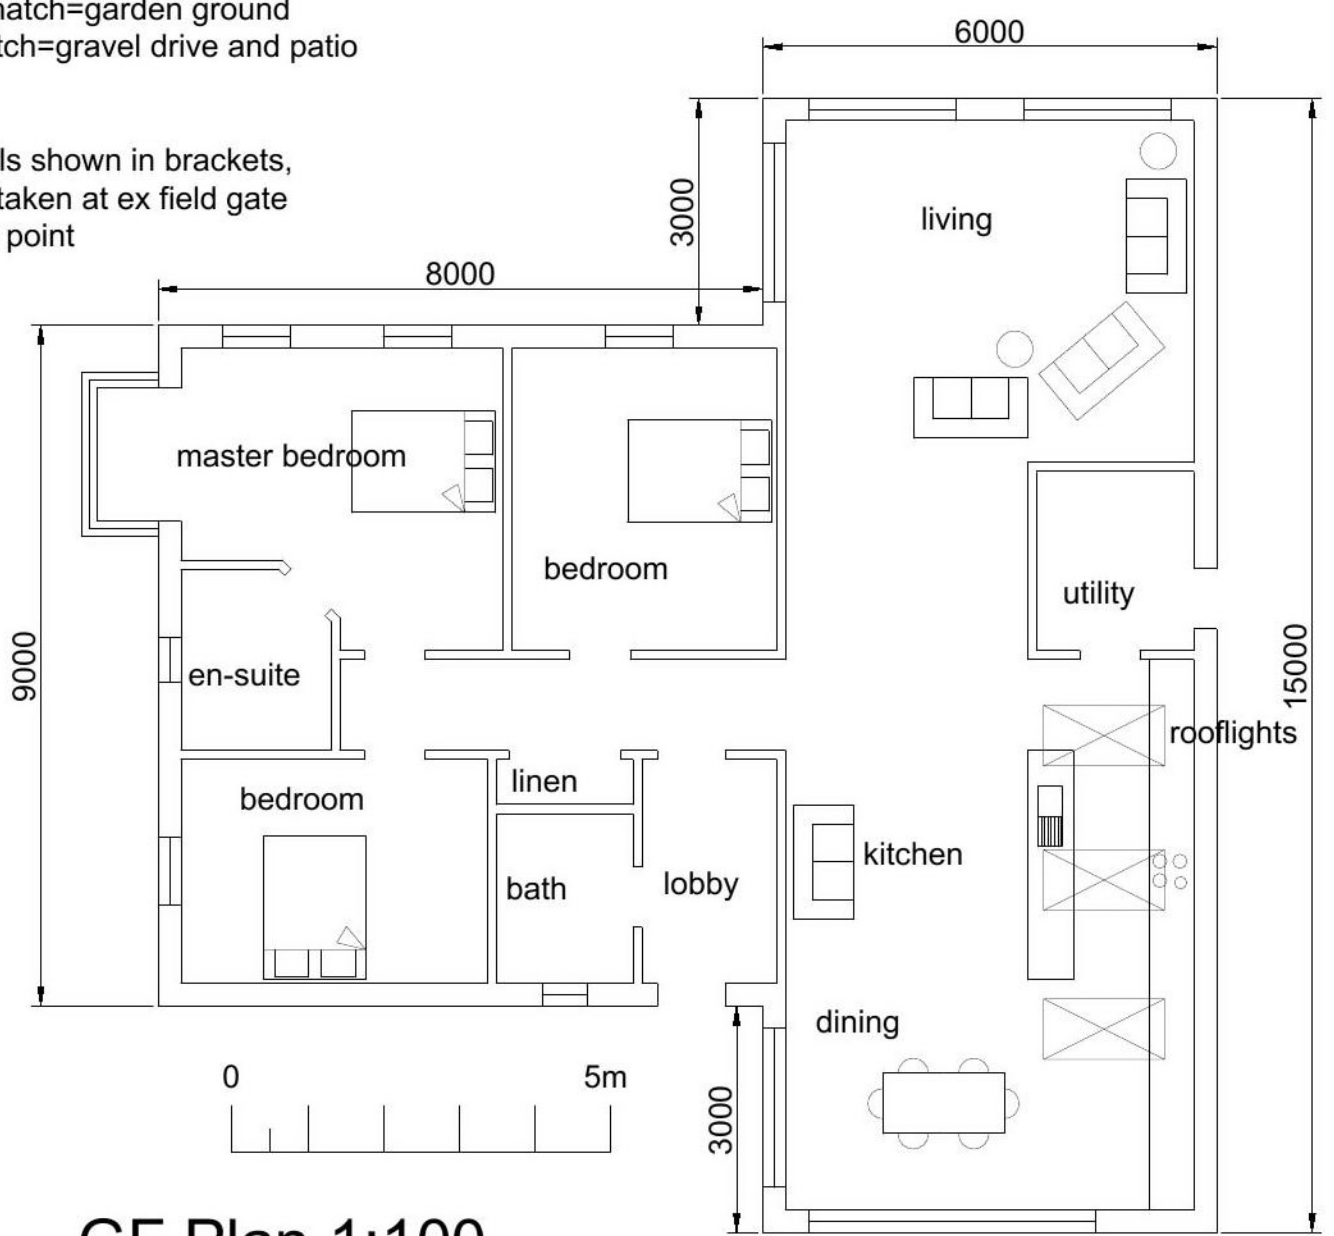 hatch=garden ground
tch=gravel drive and patio
ls shown in brackets,
taken at ex field gate
point
6000
3000
living
8000
master bedroom
bedroom
utility
9000
en-suite
15000
rooflights
linen
bedroom
kitchen
bath
lobby
dining
0
5m
3000
GF Plan 1:100